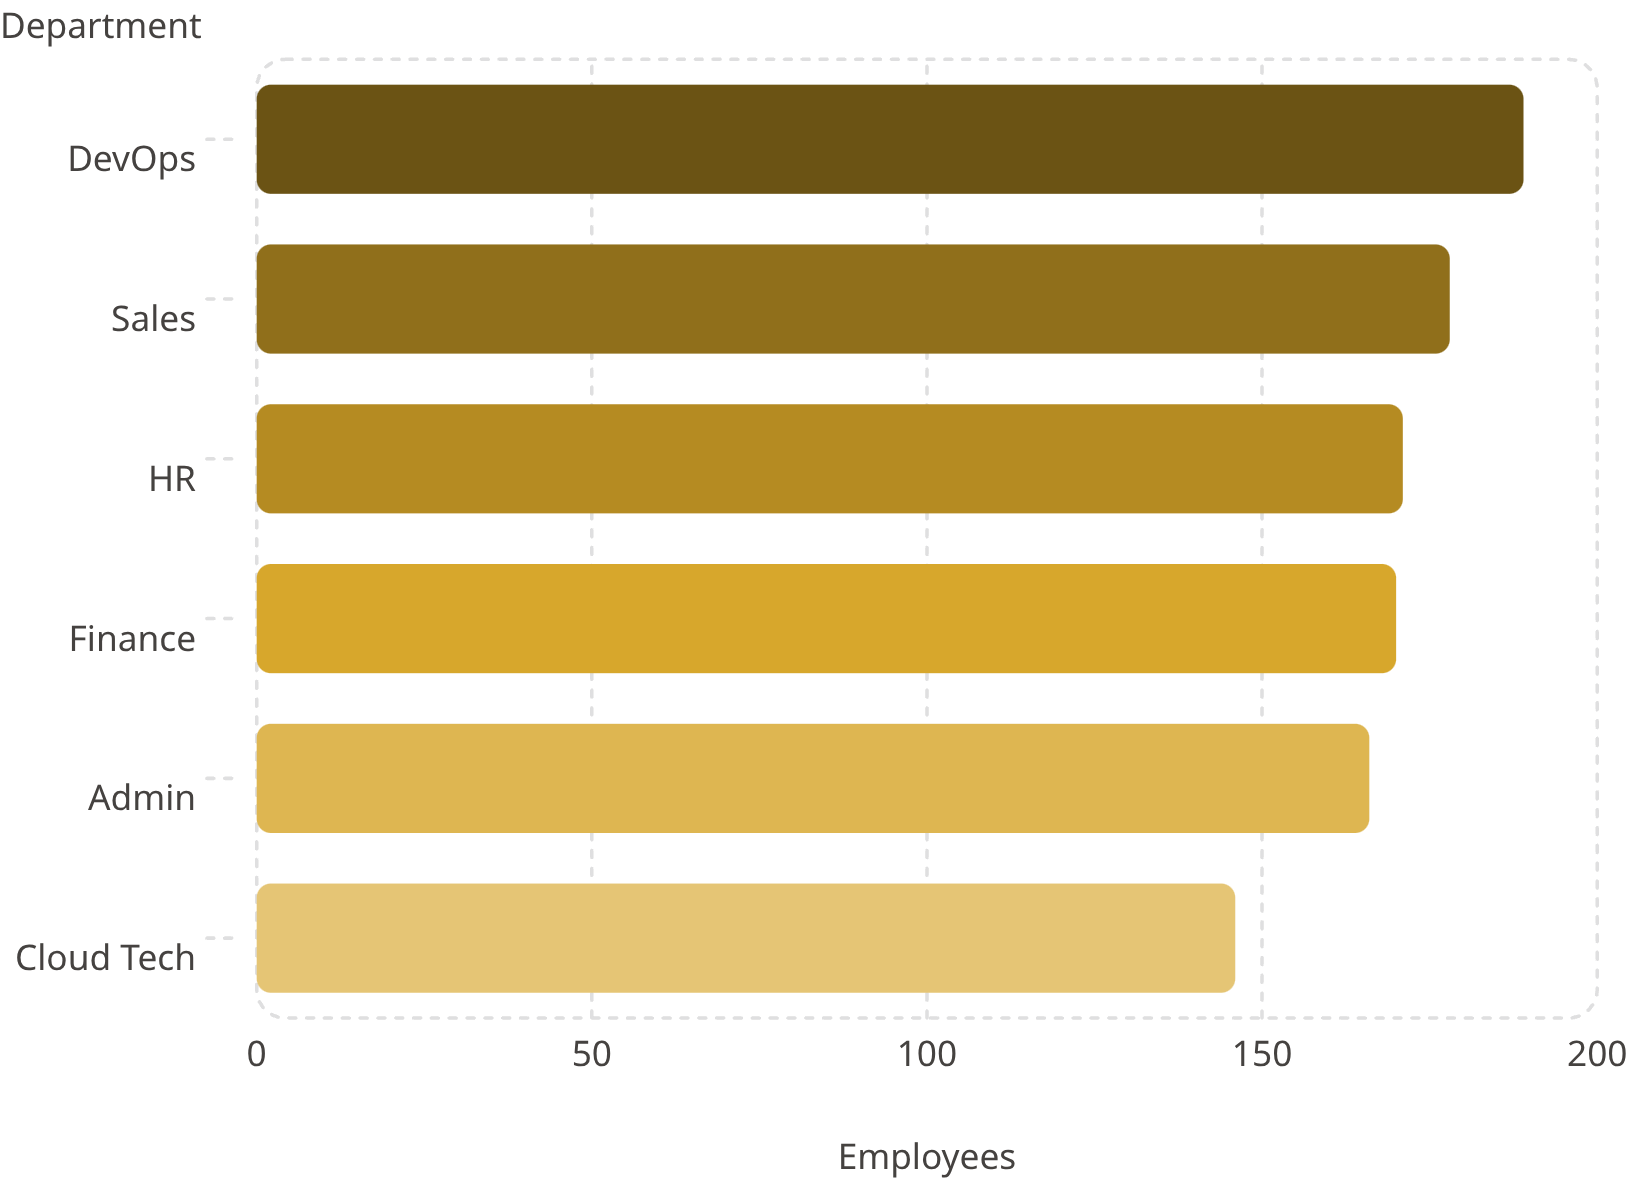 Department
DevOps
Sales
HR
Finance
Admin
Cloud Tech
0 50 100 150 200
Employees